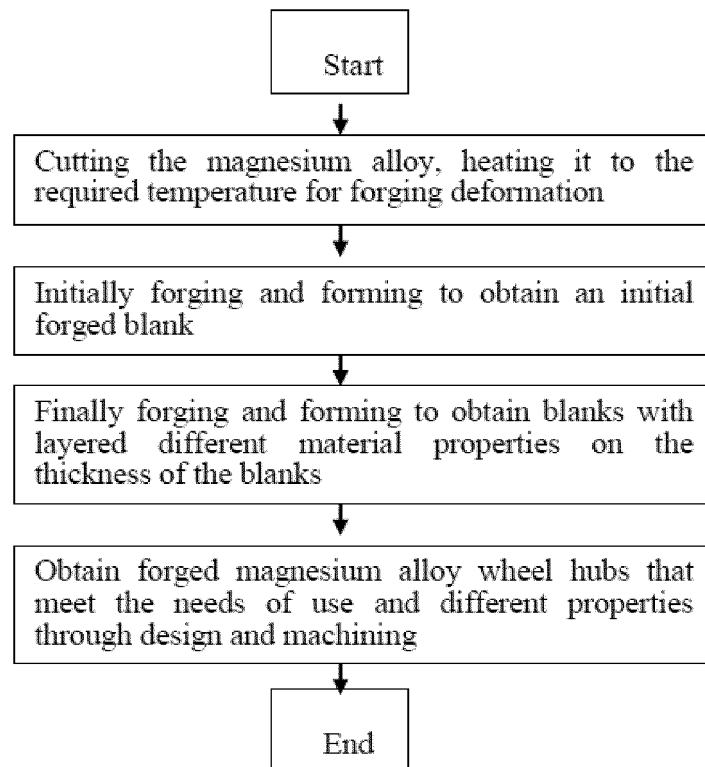 Start
Cutting the magnesium alloy, heating it to the
required temperature for forging deformation
Initially forging and forming to obtain an initial
forged blank
Finally forging and forming to obtain blanks with
layered different material properties on the
thickness of the blanks
Obtain forged magnesium alloy wheel hubs that
meet the needs of use and different properties
through design and machining
End